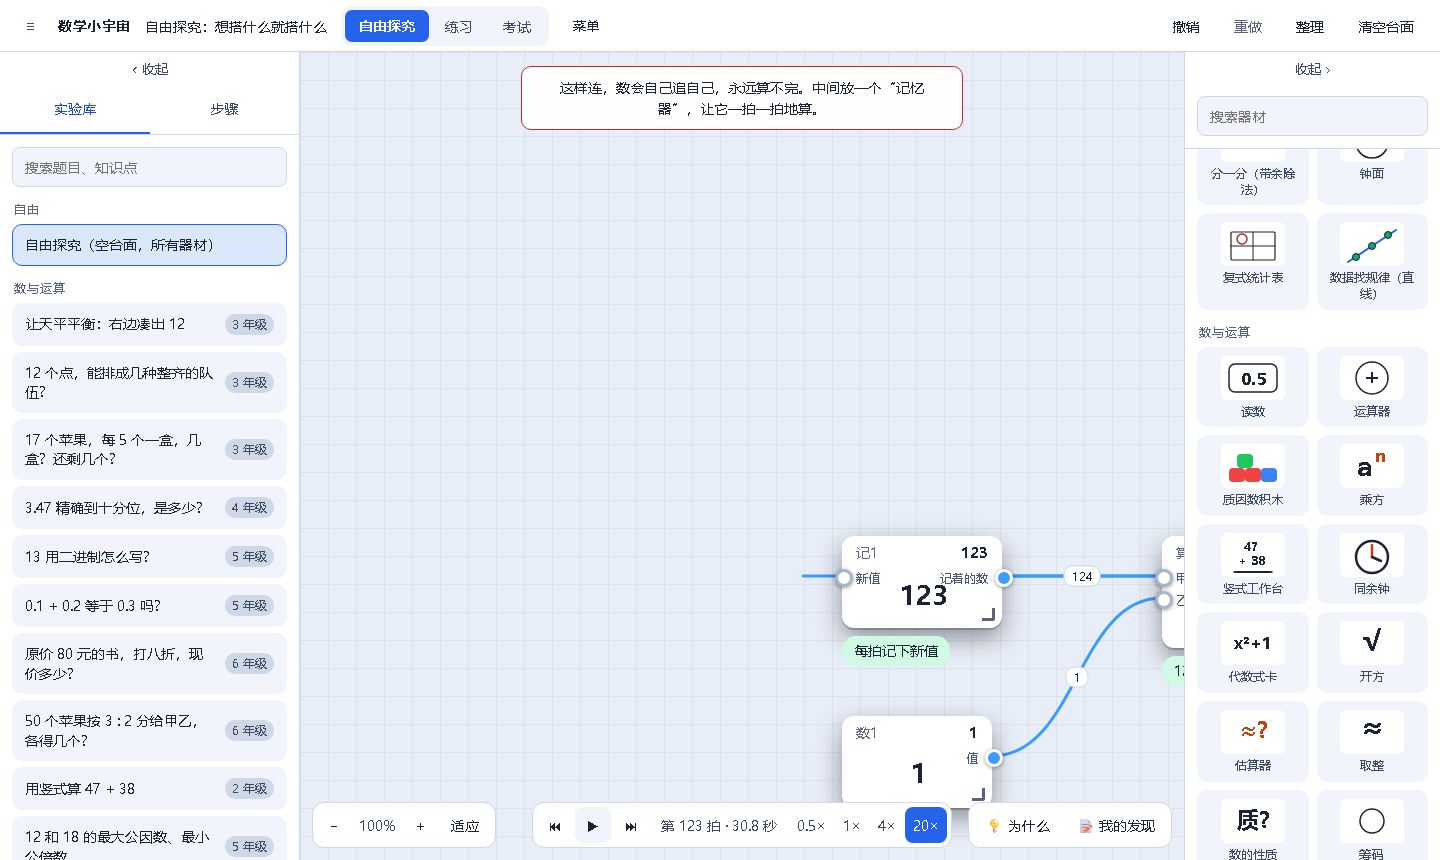 ≡ 数学小宇宙 自由探究：想搭什么就搭什么 自由探究 练习 考试 菜单 撤销 重做 整理 清空台面
‹ 收起
实验库 步骤
搜索题目、知识点
自由
自由探究（空台面，所有器材）
数与运算
让天平平衡：右边凑出 12 3 年级
12 个点，能排成几种整齐的队
伍？ 3 年级
17 个苹果，每 5 个一盒，几
盒？还剩几个？ 3 年级
3.47 精确到十分位，是多少？ 4 年级
13 用二进制怎么写？ 5 年级
0.1 + 0.2 等于 0.3 吗？ 5 年级
原价 80 元的书，打八折，现
价多少？ 6 年级
50 个苹果按 3 : 2 分给甲乙，
各得几个？ 6 年级
用竖式算 47 + 38 2 年级
12 和 18 的最大公因数、最小
公倍数 5 年级
这样连，数会自己追自己，永远算不完。中间放一个“记忆
器”，让它一拍一拍地算。
记1 123
新值 记着的数
123
每拍记下新值
124
1
数1 1
值
1
甲
乙
− 100% + 适应
⏮ ▶ ⏭ 第 123 拍 · 30.8 秒 0.5× 1× 4× 20×
为什么 我的发现
收起 ›
搜索器材
分一分（带余除
法） 钟面
复式统计表 数据找规律（直
线）
数与运算
0.5 +
读数 运算器
aⁿ
质因数积木 乘方
47
+ 38
竖式工作台 同余钟
x²+1 √
代数式卡 开方
≈? ≈
估算器 取整
质?
数的性质 筹码